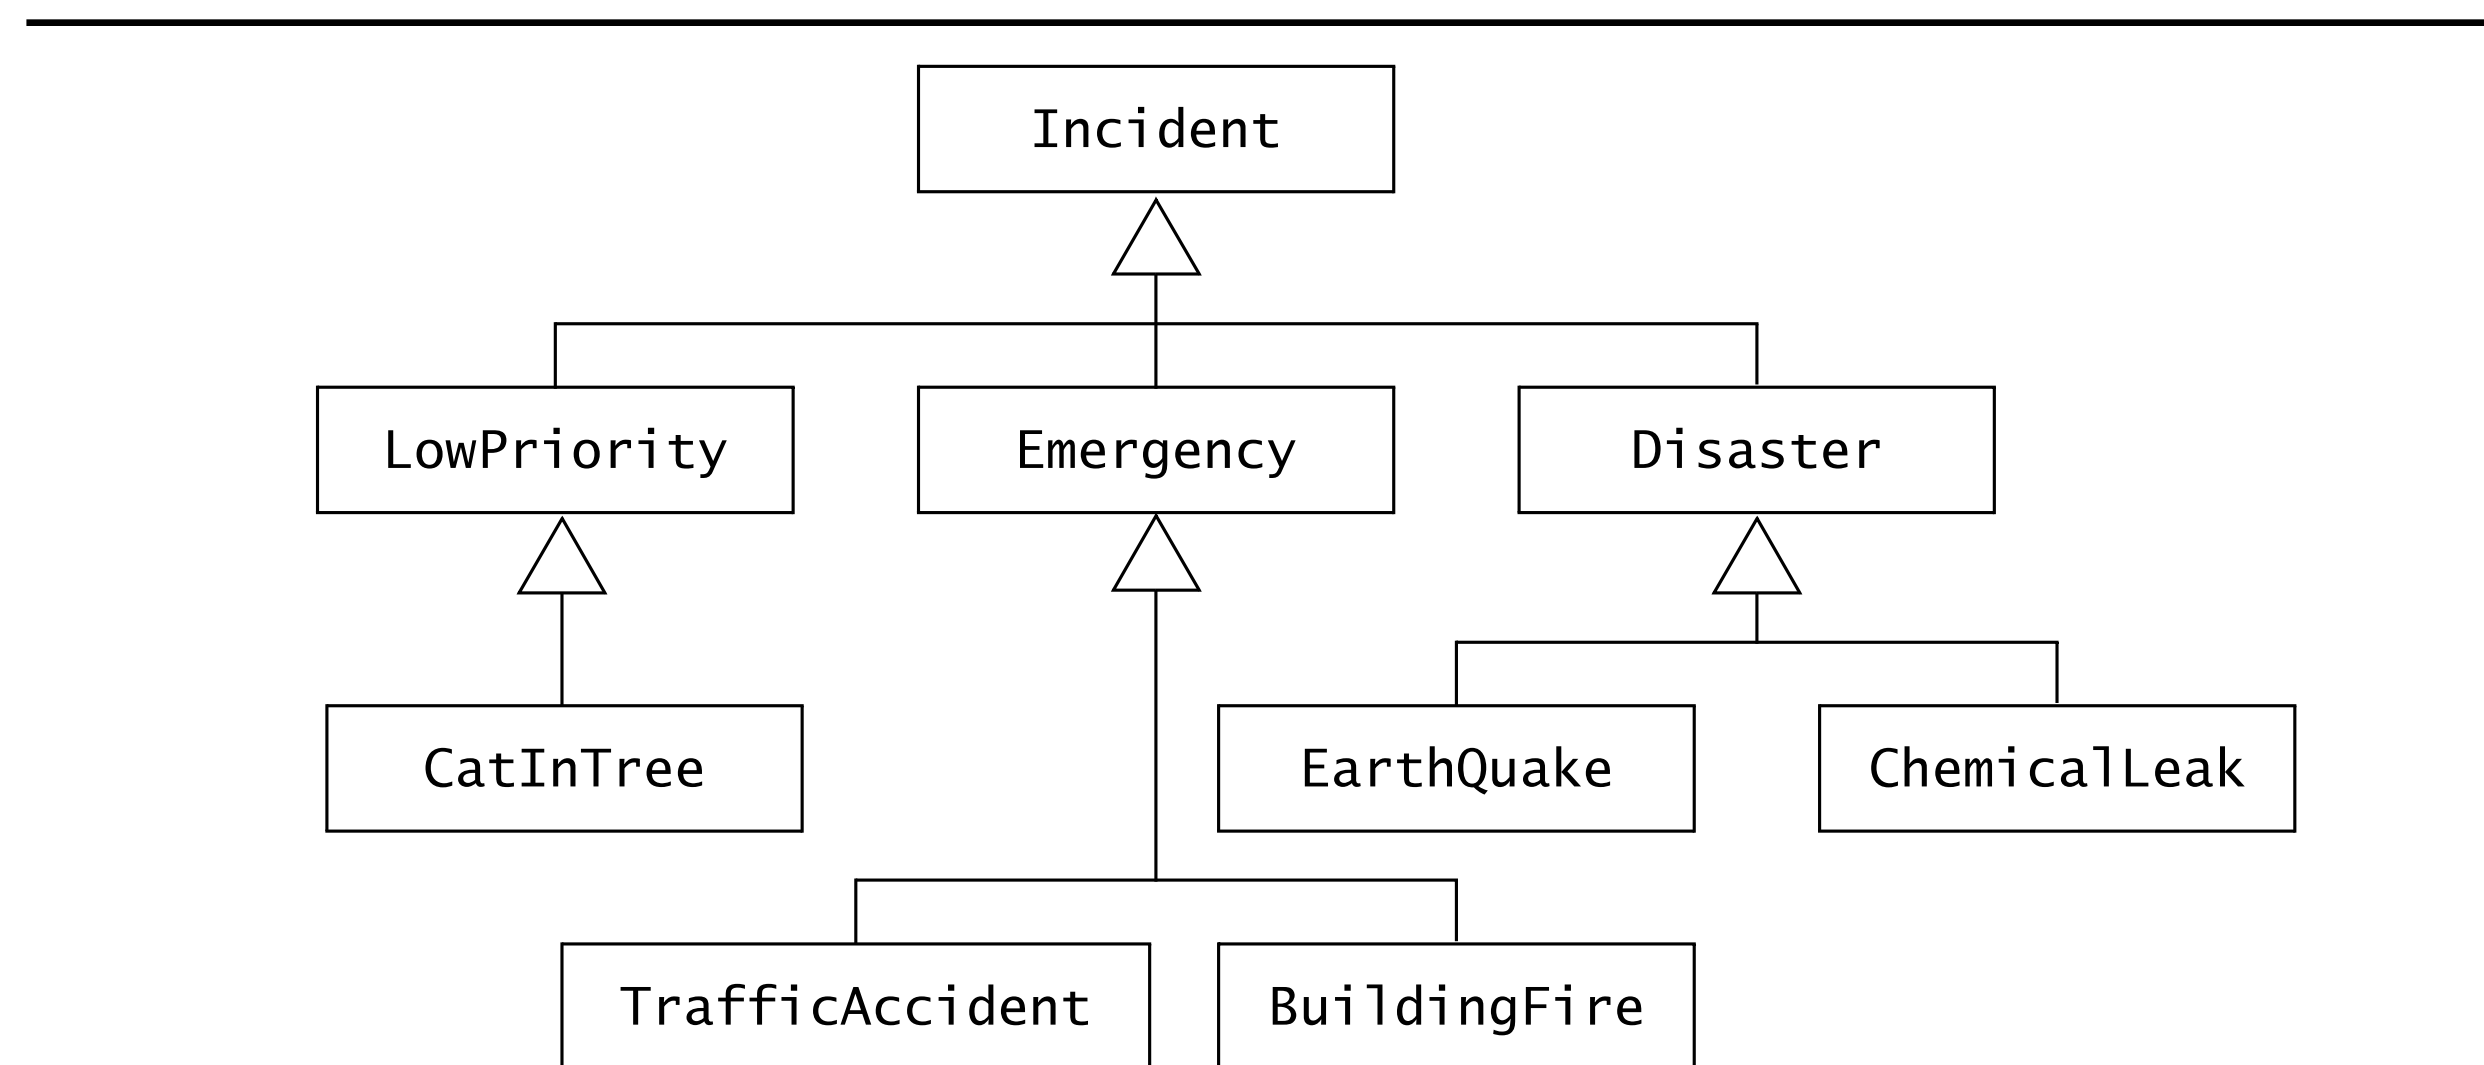 Incident
LowPriority
Emergency
Disaster
CatInTree
EarthQuake
ChemicalLeak
TrafficAccident
BuildingFire